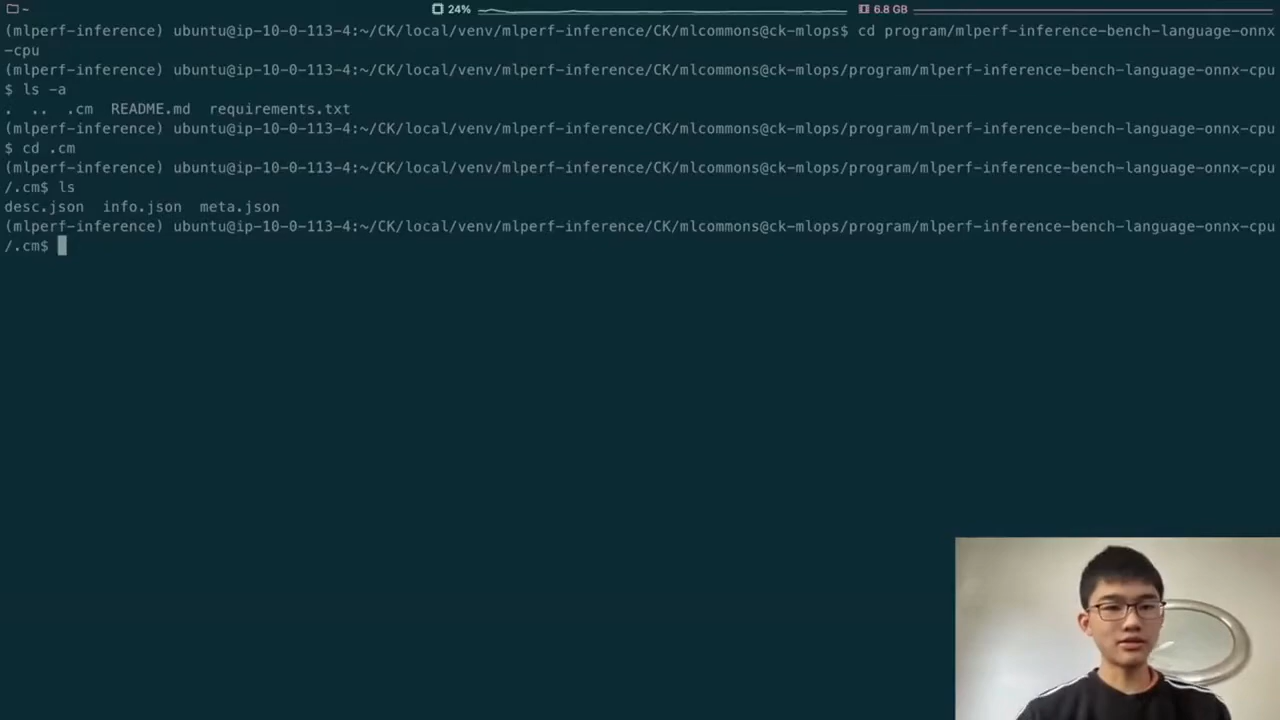 ~ 24% 6.8 GB
(mlperf-inference) ubuntu@ip-10-0-113-4:~/CK/local/venv/mlperf-inference/CK/mlcommons@ck-mlops$ cd program/mlperf-inference-bench-language-onnx
-cpu
(mlperf-inference) ubuntu@ip-10-0-113-4:~/CK/local/venv/mlperf-inference/CK/mlcommons@ck-mlops/program/mlperf-inference-bench-language-onnx-cpu
$ ls -a
.  ..  .cm  README.md  requirements.txt
(mlperf-inference) ubuntu@ip-10-0-113-4:~/CK/local/venv/mlperf-inference/CK/mlcommons@ck-mlops/program/mlperf-inference-bench-language-onnx-cpu
$ cd .cm
(mlperf-inference) ubuntu@ip-10-0-113-4:~/CK/local/venv/mlperf-inference/CK/mlcommons@ck-mlops/program/mlperf-inference-bench-language-onnx-cpu
/.cm$ ls
desc.json  info.json  meta.json
(mlperf-inference) ubuntu@ip-10-0-113-4:~/CK/local/venv/mlperf-inference/CK/mlcommons@ck-mlops/program/mlperf-inference-bench-language-onnx-cpu
/.cm$